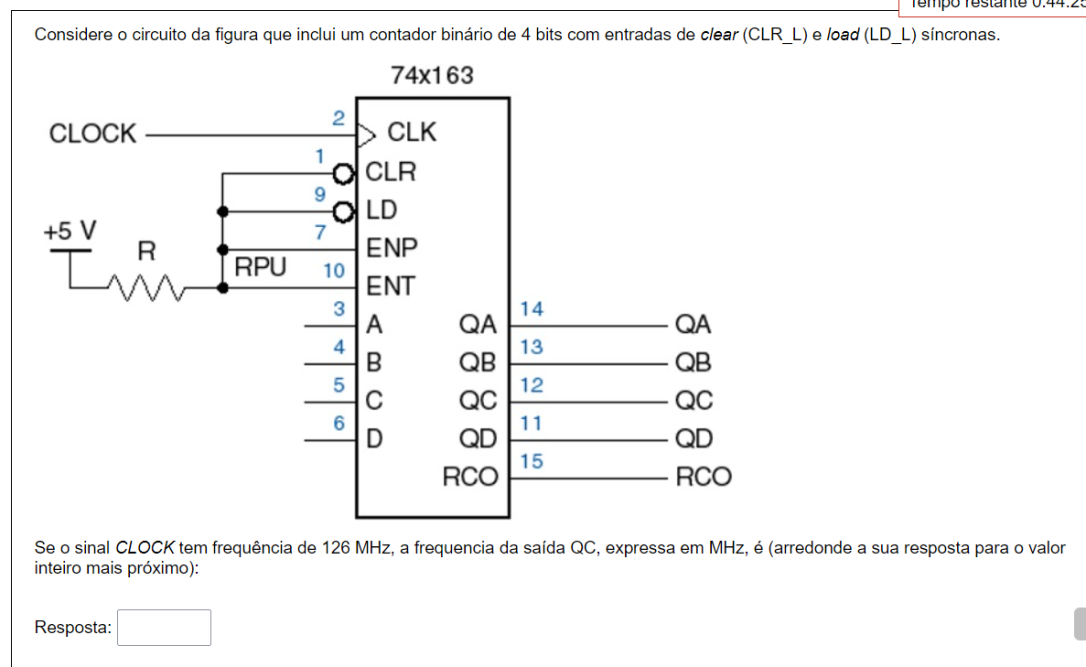 Tempo restante 0:44:25
Considere o circuito da figura que inclui um contador binário de 4 bits com entradas de clear (CLR_L) e load (LD_L) síncronas.
74x163
CLOCK
2
CLK
1
CLR
9
LD
+5 V
R
7
ENP
RPU
10
ENT
3
A
QA
14
QA
4
B
QB
13
QB
5
C
QC
12
QC
6
D
QD
11
QD
RCO
15
RCO
Se o sinal CLOCK tem frequência de 126 MHz, a frequencia da saída QC, expressa em MHz, é (arredonde a sua resposta para o valor
inteiro mais próximo):
Resposta: